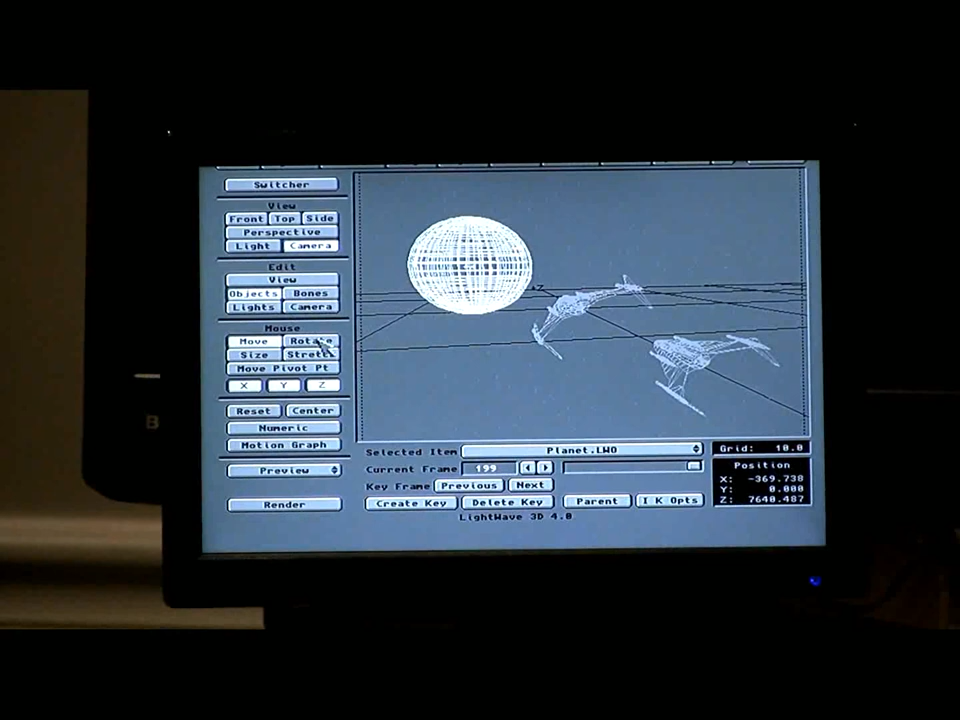 Switcher
View
Front Top Side
Perspective
Light Camera
Edit
View
Objects Bones
Lights Camera
Mouse
Move Rotate
Size Stretch
Move Pivot Pt
X Y Z
Reset Center
Numeric
Motion Graph
Preview
Render
Selected Item Planet.LWO
Current Frame 199
Key Frame Previous Next
Create Key Delete Key Parent I K Opts
LightWave 3D 4.0
Grid: 10.0
Position
X: -369.738
Y: 0.000
Z: 7640.487
B